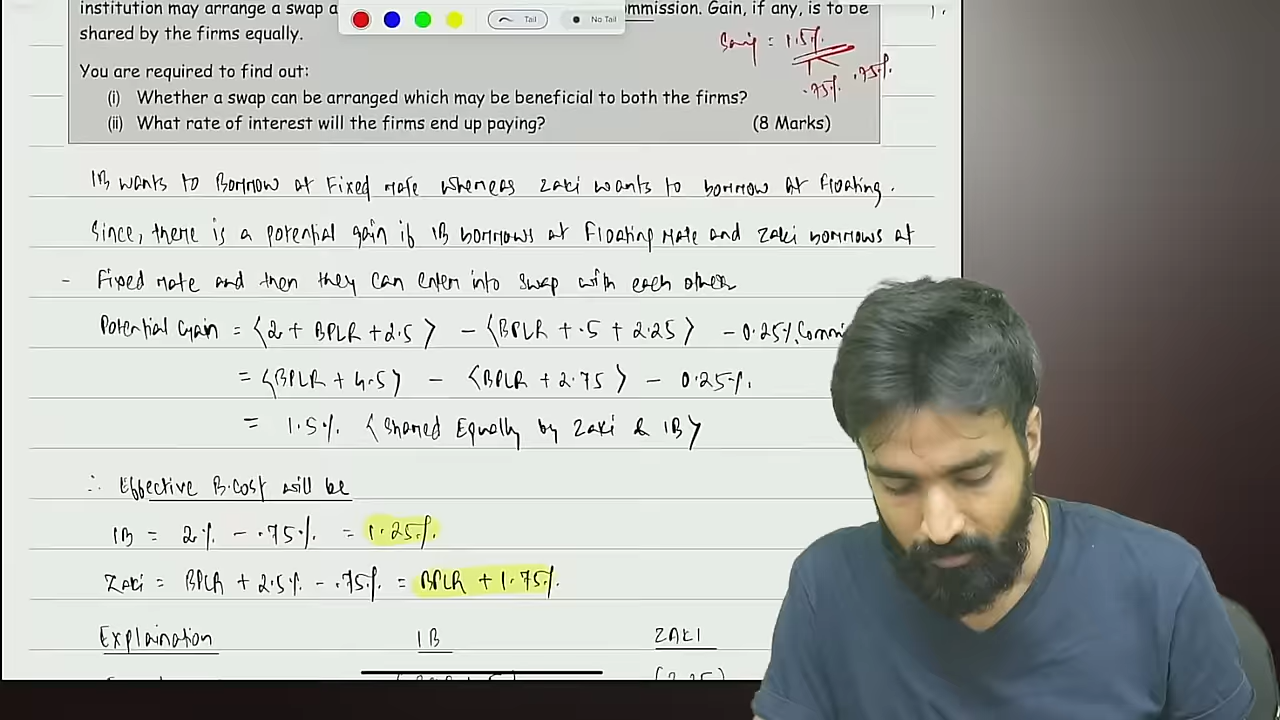 institution may arrange a swap a
mmission. Gain, if any, is to be
shared by the firms equally.
You are required to find out:
(i) Whether a swap can be arranged which may be beneficial to both the firms?
(ii) What rate of interest will the firms end up paying?
(8 Marks)
Tail
No Tail
= 1.5%
.75% .75%
IB wants to Borrow at Fixed rate whereas Zaki wants to borrow at Floating.
Since, there is a potential gain if IB borrows at Floating rate and Zaki borrows at
- Fixed rate and then they can enter into swap with each other
Potential Gain = <2 + BPLR + 2.5> - <BPLR + .5 + 2.25> - 0.25%
= <BPLR + 4.5> - <BPLR + 2.75> - 0.25%.
= 1.5% <Shared Equally by Zaki & IB>
∴ Effective B.Cost will be
IB = 2% - .75% = 1.25%.
Zaki = BPLR + 2.5% - .75% = BPLR + 1.75%.
Explaination IB ZAKI